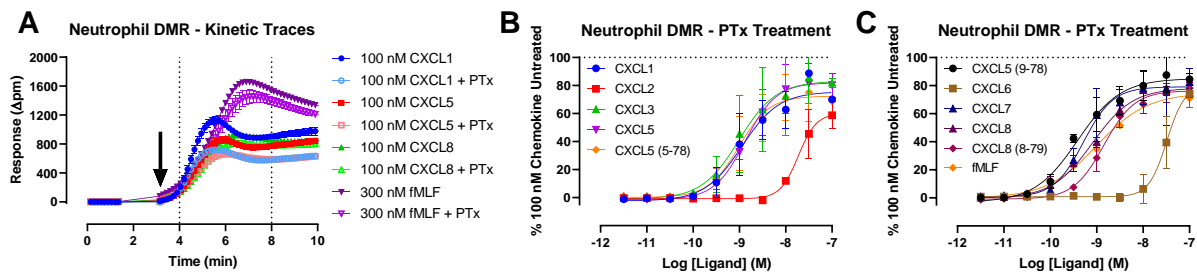 A
Neutrophil DMR - Kinetic Traces
Response (Δpm)
2000
1600
1200
800
400
0
0
2
4
6
8
10
Time (min)
100 nM CXCL1
100 nM CXCL1 + PTx
100 nM CXCL5
100 nM CXCL5 + PTx
100 nM CXCL8
100 nM CXCL8 + PTx
300 nM fMLF
300 nM fMLF + PTx
B
Neutrophil DMR - PTx Treatment
% 100 nM Chemokine Untreated
100
80
60
40
20
0
CXCL1
CXCL2
CXCL3
CXCL5
CXCL5 (5-78)
-12
-11
-10
-9
-8
-7
Log [Ligand] (M)
C
Neutrophil DMR - PTx Treatment
% 100 nM Chemokine Untreated
100
80
60
40
20
0
CXCL5 (9-78)
CXCL6
CXCL7
CXCL8
CXCL8 (8-79)
fMLF
-12
-11
-10
-9
-8
-7
Log [Ligand] (M)